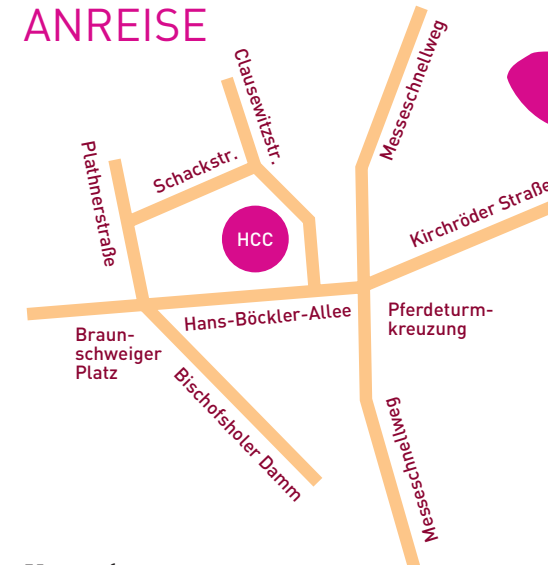 ANREISE
Clausewitzstr.
Messeschnellweg
Plathnerstraße
Schackstr.
Kirchröder Straße
HCC
Hans-Böckler-Allee
Pferdeturm-
kreuzung
Braun-
schweiger
Platz
Bischofsholer Damm
Messeschnellweg